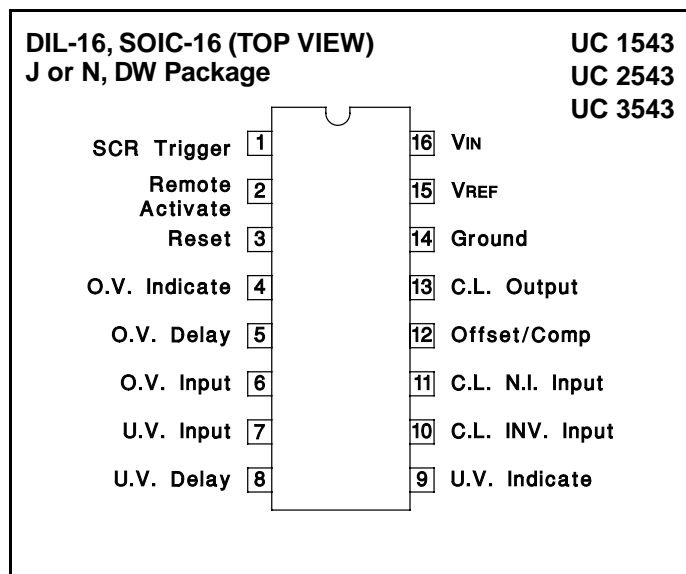 DIL-16, SOIC-16 (TOP VIEW)
J or N, DW Package
UC 1543
UC 2543
UC 3543
SCR Trigger 1
Remote
Activate 2
Reset 3
O.V. Indicate 4
O.V. Delay 5
O.V. Input 6
U.V. Input 7
U.V. Delay 8
16 VIN
15 VREF
14 Ground
13 C.L. Output
12 Offset/Comp
11 C.L. N.I. Input
10 C.L. INV. Input
9 U.V. Indicate